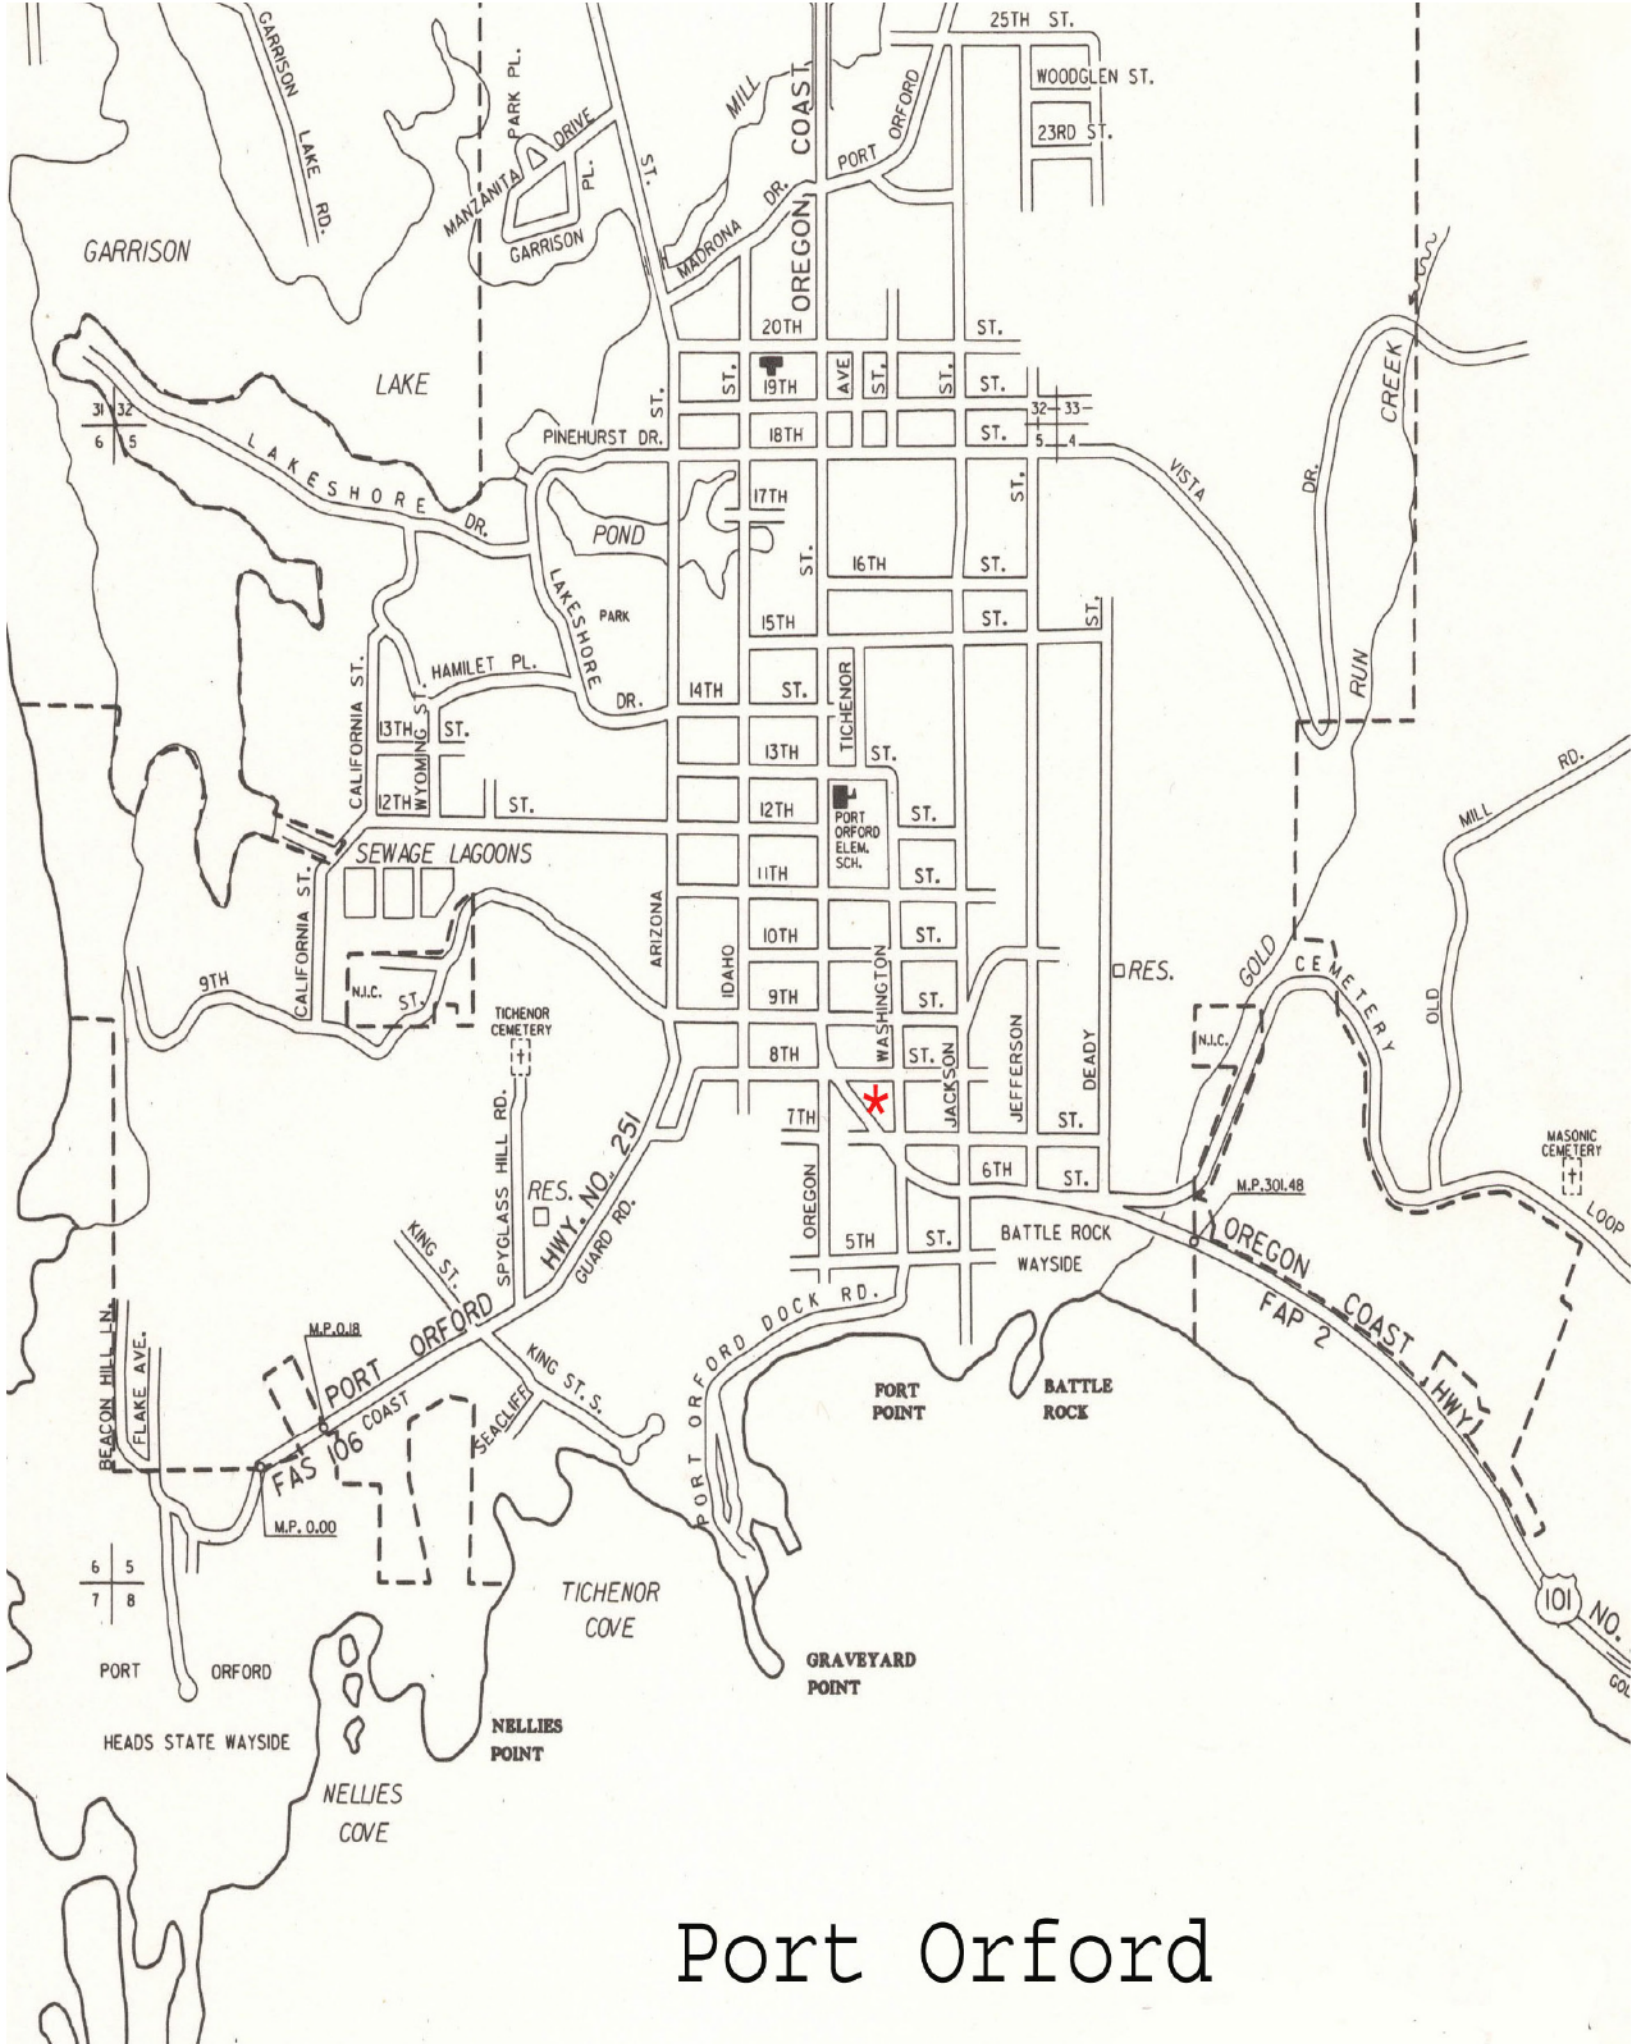 25TH ST.
WOODGLEN ST.
23RD ST.
GARRISON
LAKE
RD.
PARK PL.
MANZANITA DRIVE
PL.
GARRISON
ST.
MILL
MADRONA DR.
OREGON COAST
PORT ORFORD
GARRISON
LAKE
20TH ST.
19TH ST.
18TH ST.
ST.
ST.
AVE
ST.
ST.
PINEHURST DR.
31 32
6 5
32 33
5 4
LAKESHORE DR.
POND
17TH
ST.
ST.
16TH ST.
15TH ST.
ST.
VISTA
DR.
CREEK
RUN
GOLD
LAKESHORE
DR.
PARK
HAMILET PL.
CALIFORNIA ST.
WYOMING ST.
13TH ST.
12TH ST.
14TH ST.
TICHENOR
13TH ST.
12TH ST.
PORT
ORFORD
ELEM.
SCH.
11TH ST.
10TH ST.
9TH ST.
8TH ST.
7TH ST.
6TH ST.
5TH ST.
SEWAGE LAGOONS
CALIFORNIA ST.
9TH
ST.
N.I.C.
ARIZONA
IDAHO
WASHINGTON
JACKSON
JEFFERSON
DEADY
OREGON
RES.
N.I.C.
CEMETERY
LOOP
OLD
MILL
RD.
MASONIC
CEMETERY
M.P. 301.48
TICHENOR
CEMETERY
SPYGLASS HILL RD.
RES.
HWY. NO. 251
GUARD RD.
KING ST.
KING ST. S.
SEACLIFF
BEACON HILL LN.
FLAKE AVE.
M.P. 0.18
PORT ORFORD
FAS 106
COAST
M.P. 0.00
PORT ORFORD DOCK RD.
*
BATTLE ROCK
WAYSIDE
OREGON COAST HWY
FAP 2
101
NO.
FORT
POINT
BATTLE
ROCK
6 5
7 8
TICHENOR
COVE
PORT ORFORD
HEADS STATE WAYSIDE
GRAVEYARD
POINT
NELLIES
POINT
NELLIES
COVE
Port Orford